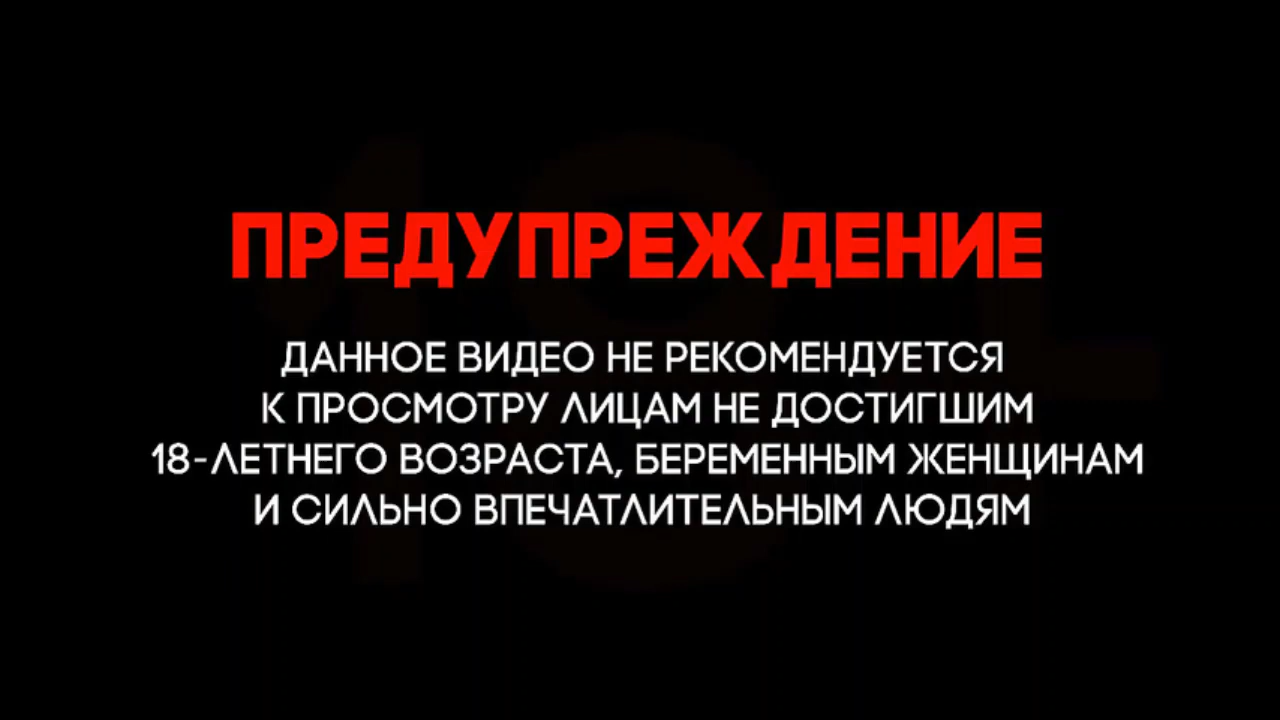 ПРЕДУПРЕЖДЕНИЕ
ДАННОЕ ВИДЕО НЕ РЕКОМЕНДУЕТСЯ
К ПРОСМОТРУ ЛИЦАМ НЕ ДОСТИГШИМ
18-ЛЕТНЕГО ВОЗРАСТА, БЕРЕМЕННЫМ ЖЕНЩИНАМ
И СИЛЬНО ВПЕЧАТЛИТЕЛЬНЫМ ЛЮДЯМ